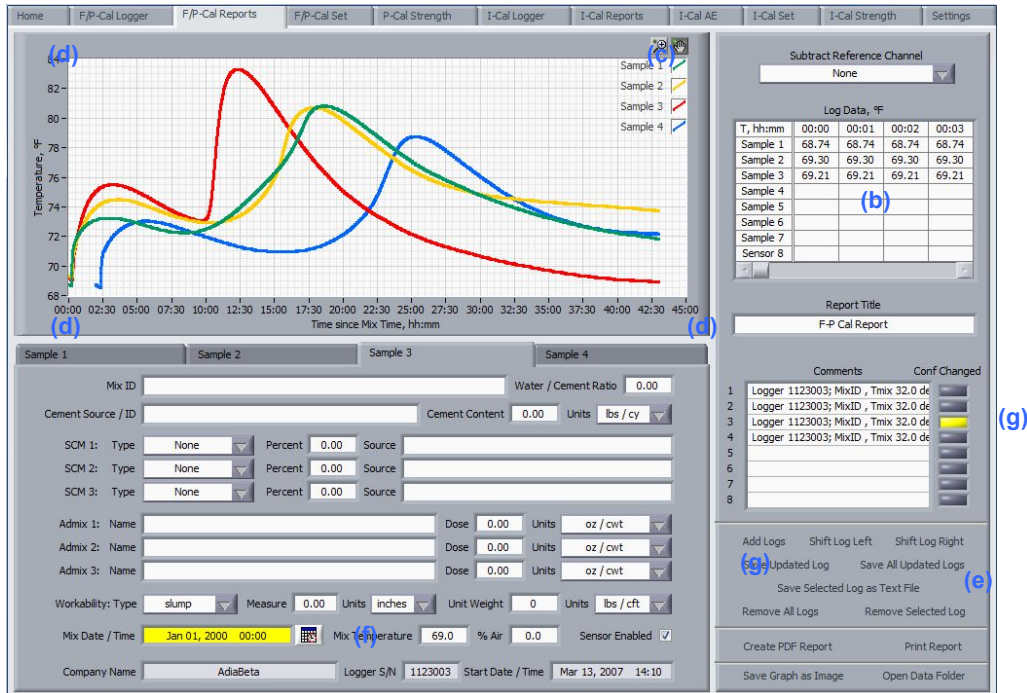 Home F/P-Cal Logger F/P-Cal Reports F/P-Cal Set P-Cal Strength I-Cal Logger I-Cal Reports I-Cal AE I-Cal Set I-Cal Strength Settings
(d) (c)
Temperature, ºF
84
82
80
78
76
74
72
70
68
Sample 1
Sample 2
Sample 3
Sample 4
00:00 02:30 05:00 07:30 10:00 12:30 15:00 17:30 20:00 22:30 25:00 27:30 30:00 32:30 35:00 37:30 40:00 42:30 45:00
Time since Mix Time, hh:mm
(d) (d)
Subtract Reference Channel
None
Log Data, ºF
T, hh:mm 00:00 00:01 00:02 00:03
Sample 1 68.74 68.74 68.74 68.74
Sample 2 69.30 69.30 69.30 69.30
Sample 3 69.21 69.21 69.21 69.21
Sample 4
(b)
Sample 5
Sample 6
Sample 7
Sensor 8
Report Title
F-P Cal Report
Comments Conf Changed
1 Logger 1123003; MixID , Tmix 32.0 de
2 Logger 1123003; MixID , Tmix 32.0 de
3 Logger 1123003; MixID , Tmix 32.0 de
(g)
4 Logger 1123003; MixID , Tmix 32.0 de
5
6
7
8
Add Logs Shift Log Left Shift Log Right
Save Updated Log Save All Updated Logs
(g) (e)
Save Selected Log as Text File
Remove All Logs Remove Selected Log
Create PDF Report Print Report
Save Graph as Image Open Data Folder
Sample 1 Sample 2 Sample 3 Sample 4
Mix ID Water / Cement Ratio 0.00
Cement Source / ID Cement Content 0.00 Units lbs / cy
SCM 1: Type None Percent 0.00 Source
SCM 2: Type None Percent 0.00 Source
SCM 3: Type None Percent 0.00 Source
Admix 1: Name Dose 0.00 Units oz / cwt
Admix 2: Name Dose 0.00 Units oz / cwt
Admix 3: Name Dose 0.00 Units oz / cwt
Workability: Type slump Measure 0.00 Units inches Unit Weight 0 Units lbs / cft
Mix Date / Time Jan 01, 2000 00:00 Mix Temperature 69.0 % Air 0.0 Sensor Enabled
(f)
Company Name AdiaBeta Logger S/N 1123003 Start Date / Time Mar 13, 2007 14:10